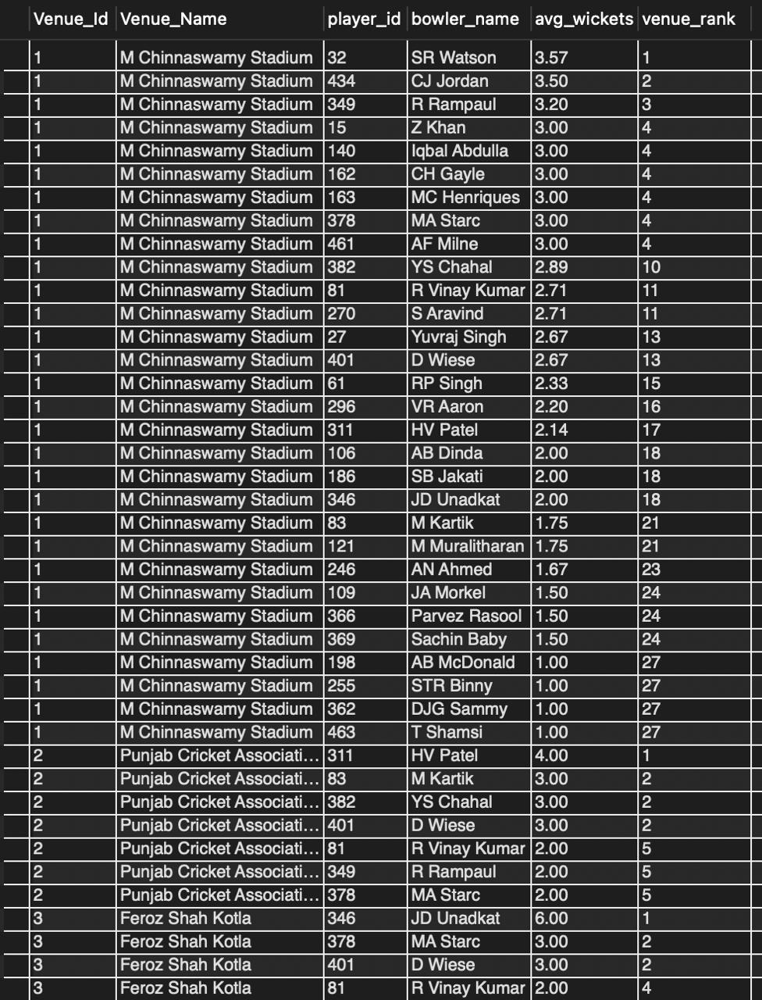 Venue_Id Venue_Name player_id bowler_name avg_wickets venue_rank
1 M Chinnaswamy Stadium 32 SR Watson 3.57 1
1 M Chinnaswamy Stadium 434 CJ Jordan 3.50 2
1 M Chinnaswamy Stadium 349 R Rampaul 3.20 3
1 M Chinnaswamy Stadium 15 Z Khan 3.00 4
1 M Chinnaswamy Stadium 140 Iqbal Abdulla 3.00 4
1 M Chinnaswamy Stadium 162 CH Gayle 3.00 4
1 M Chinnaswamy Stadium 163 MC Henriques 3.00 4
1 M Chinnaswamy Stadium 378 MA Starc 3.00 4
1 M Chinnaswamy Stadium 461 AF Milne 3.00 4
1 M Chinnaswamy Stadium 382 YS Chahal 2.89 10
1 M Chinnaswamy Stadium 81 R Vinay Kumar 2.71 11
1 M Chinnaswamy Stadium 270 S Aravind 2.71 11
1 M Chinnaswamy Stadium 27 Yuvraj Singh 2.67 13
1 M Chinnaswamy Stadium 401 D Wiese 2.67 13
1 M Chinnaswamy Stadium 61 RP Singh 2.33 15
1 M Chinnaswamy Stadium 296 VR Aaron 2.20 16
1 M Chinnaswamy Stadium 311 HV Patel 2.14 17
1 M Chinnaswamy Stadium 106 AB Dinda 2.00 18
1 M Chinnaswamy Stadium 186 SB Jakati 2.00 18
1 M Chinnaswamy Stadium 346 JD Unadkat 2.00 18
1 M Chinnaswamy Stadium 83 M Kartik 1.75 21
1 M Chinnaswamy Stadium 121 M Muralitharan 1.75 21
1 M Chinnaswamy Stadium 246 AN Ahmed 1.67 23
1 M Chinnaswamy Stadium 109 JA Morkel 1.50 24
1 M Chinnaswamy Stadium 366 Parvez Rasool 1.50 24
1 M Chinnaswamy Stadium 369 Sachin Baby 1.50 24
1 M Chinnaswamy Stadium 198 AB McDonald 1.00 27
1 M Chinnaswamy Stadium 255 STR Binny 1.00 27
1 M Chinnaswamy Stadium 362 DJG Sammy 1.00 27
1 M Chinnaswamy Stadium 463 T Shamsi 1.00 27
2 Punjab Cricket Associati... 311 HV Patel 4.00 1
2 Punjab Cricket Associati... 83 M Kartik 3.00 2
2 Punjab Cricket Associati... 382 YS Chahal 3.00 2
2 Punjab Cricket Associati... 401 D Wiese 3.00 2
2 Punjab Cricket Associati... 81 R Vinay Kumar 2.00 5
2 Punjab Cricket Associati... 349 R Rampaul 2.00 5
2 Punjab Cricket Associati... 378 MA Starc 2.00 5
3 Feroz Shah Kotla 346 JD Unadkat 6.00 1
3 Feroz Shah Kotla 378 MA Starc 3.00 2
3 Feroz Shah Kotla 401 D Wiese 3.00 2
3 Feroz Shah Kotla 81 R Vinay Kumar 2.00 4